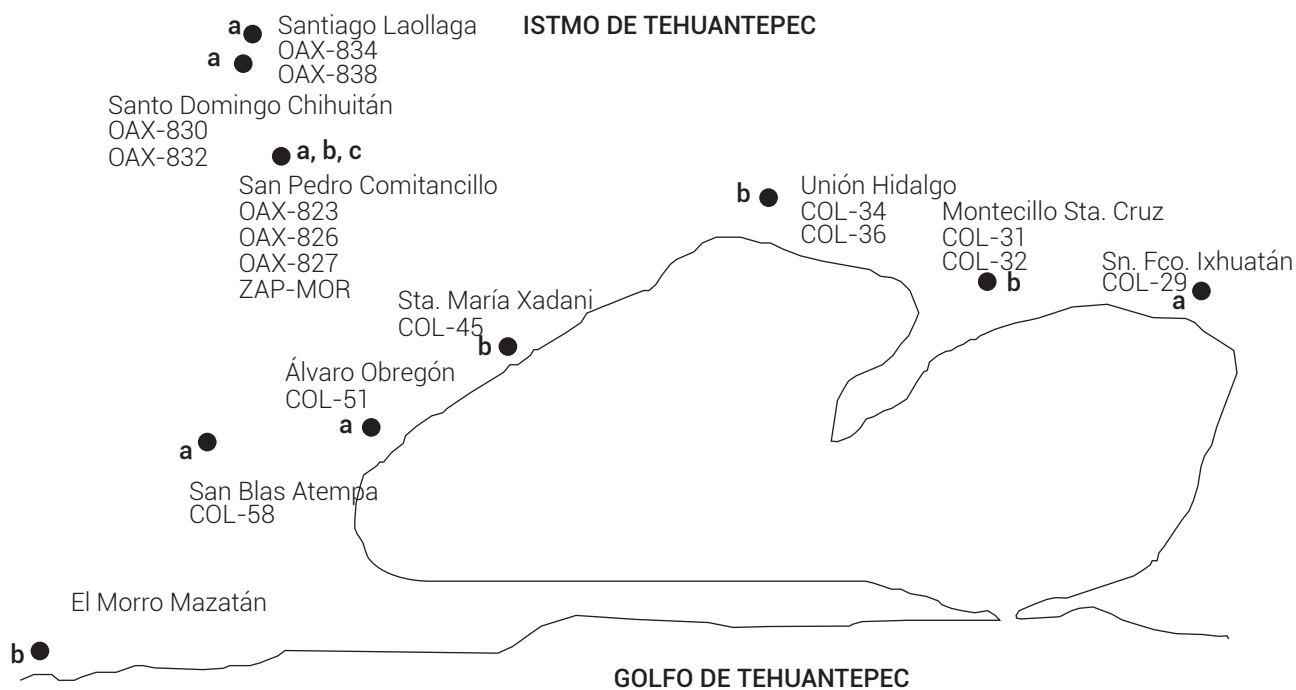 ISTMO DE TEHUANTEPEC
a
Santiago Laollaga
OAX-834
OAX-838
a
Santo Domingo Chihuitán
OAX-830
OAX-832
a, b, c
San Pedro Comitancillo
OAX-823
OAX-826
OAX-827
ZAP-MOR
b
Unión Hidalgo
COL-34
COL-36
Montecillo Sta. Cruz
COL-31
COL-32
b
Sn. Fco. Ixhuatán
COL-29
a
Sta. María Xadani
COL-45
b
Álvaro Obregón
COL-51
a
a
San Blas Atempa
COL-58
El Morro Mazatán
b
GOLFO DE TEHUANTEPEC